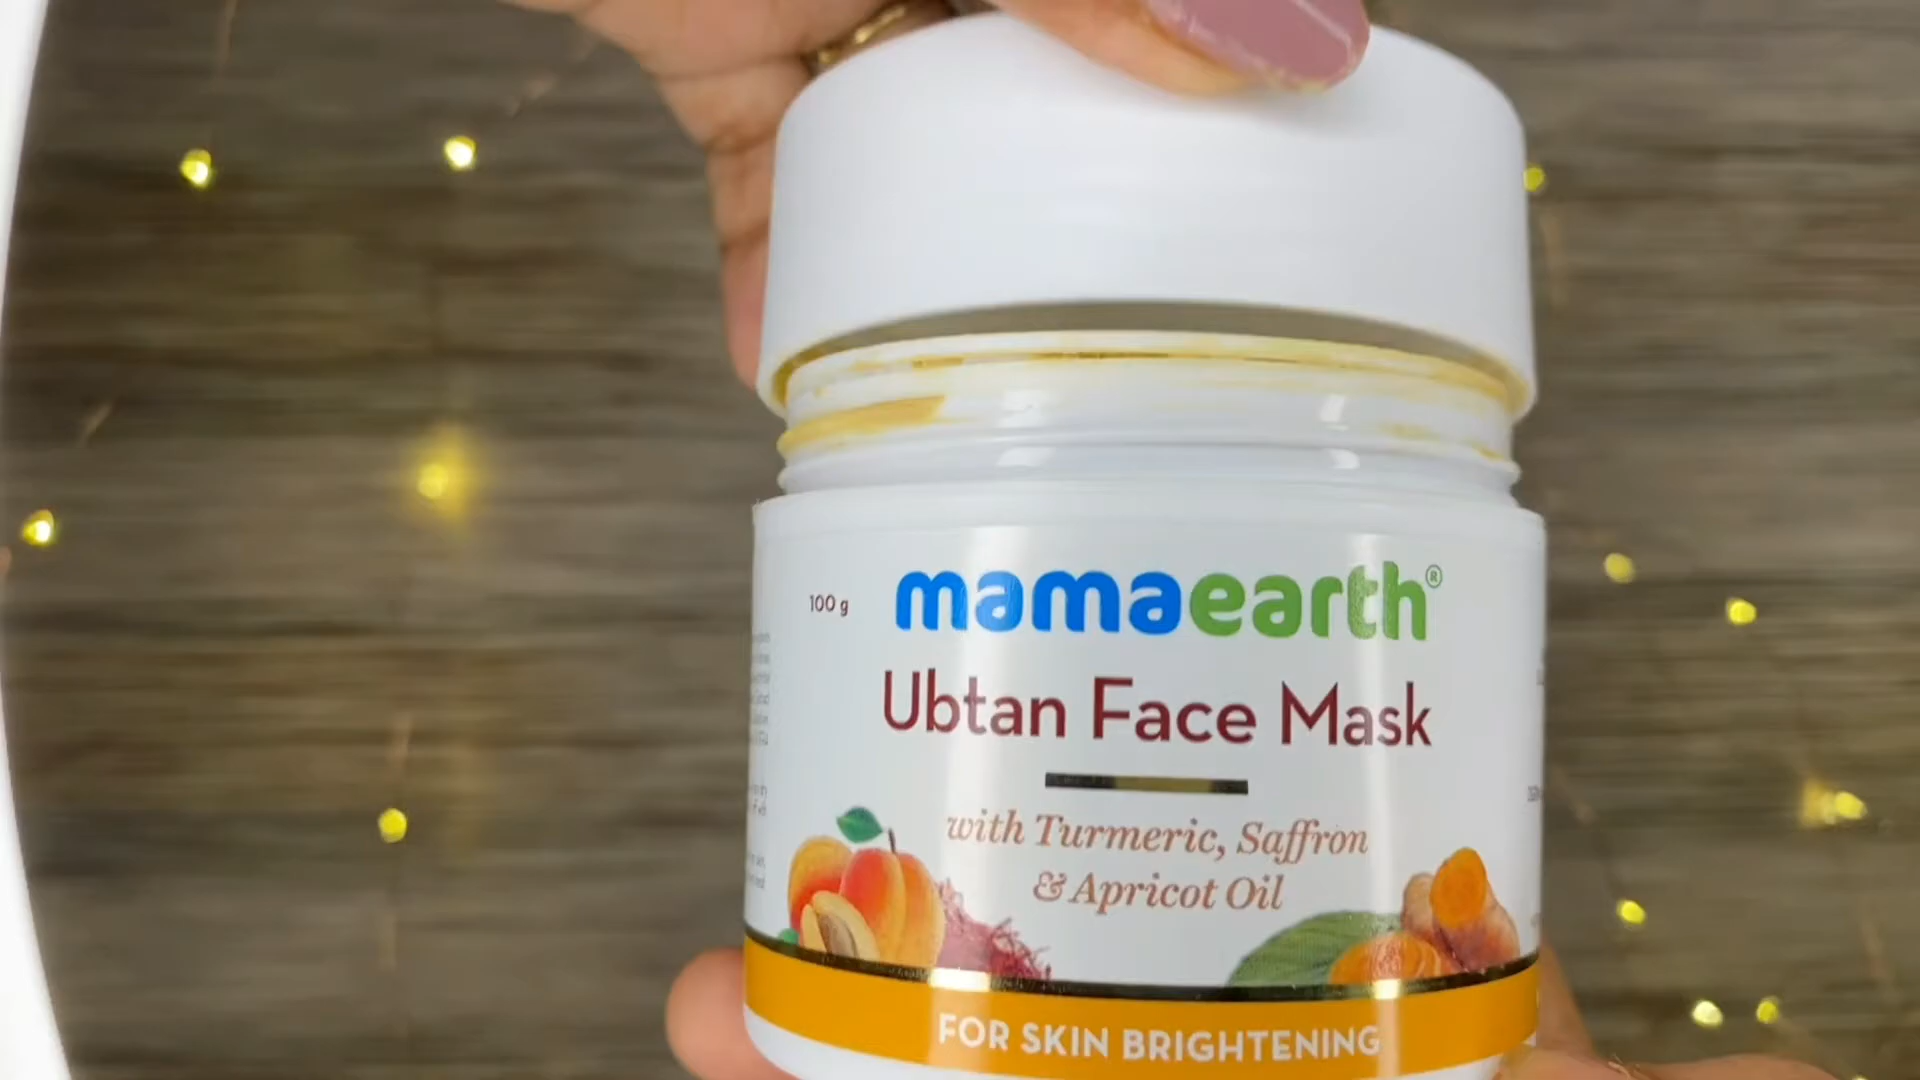 100 g
mamaearth®
Ubtan Face Mask
with Turmeric, Saffron
& Apricot Oil
FOR SKIN BRIGHTENING